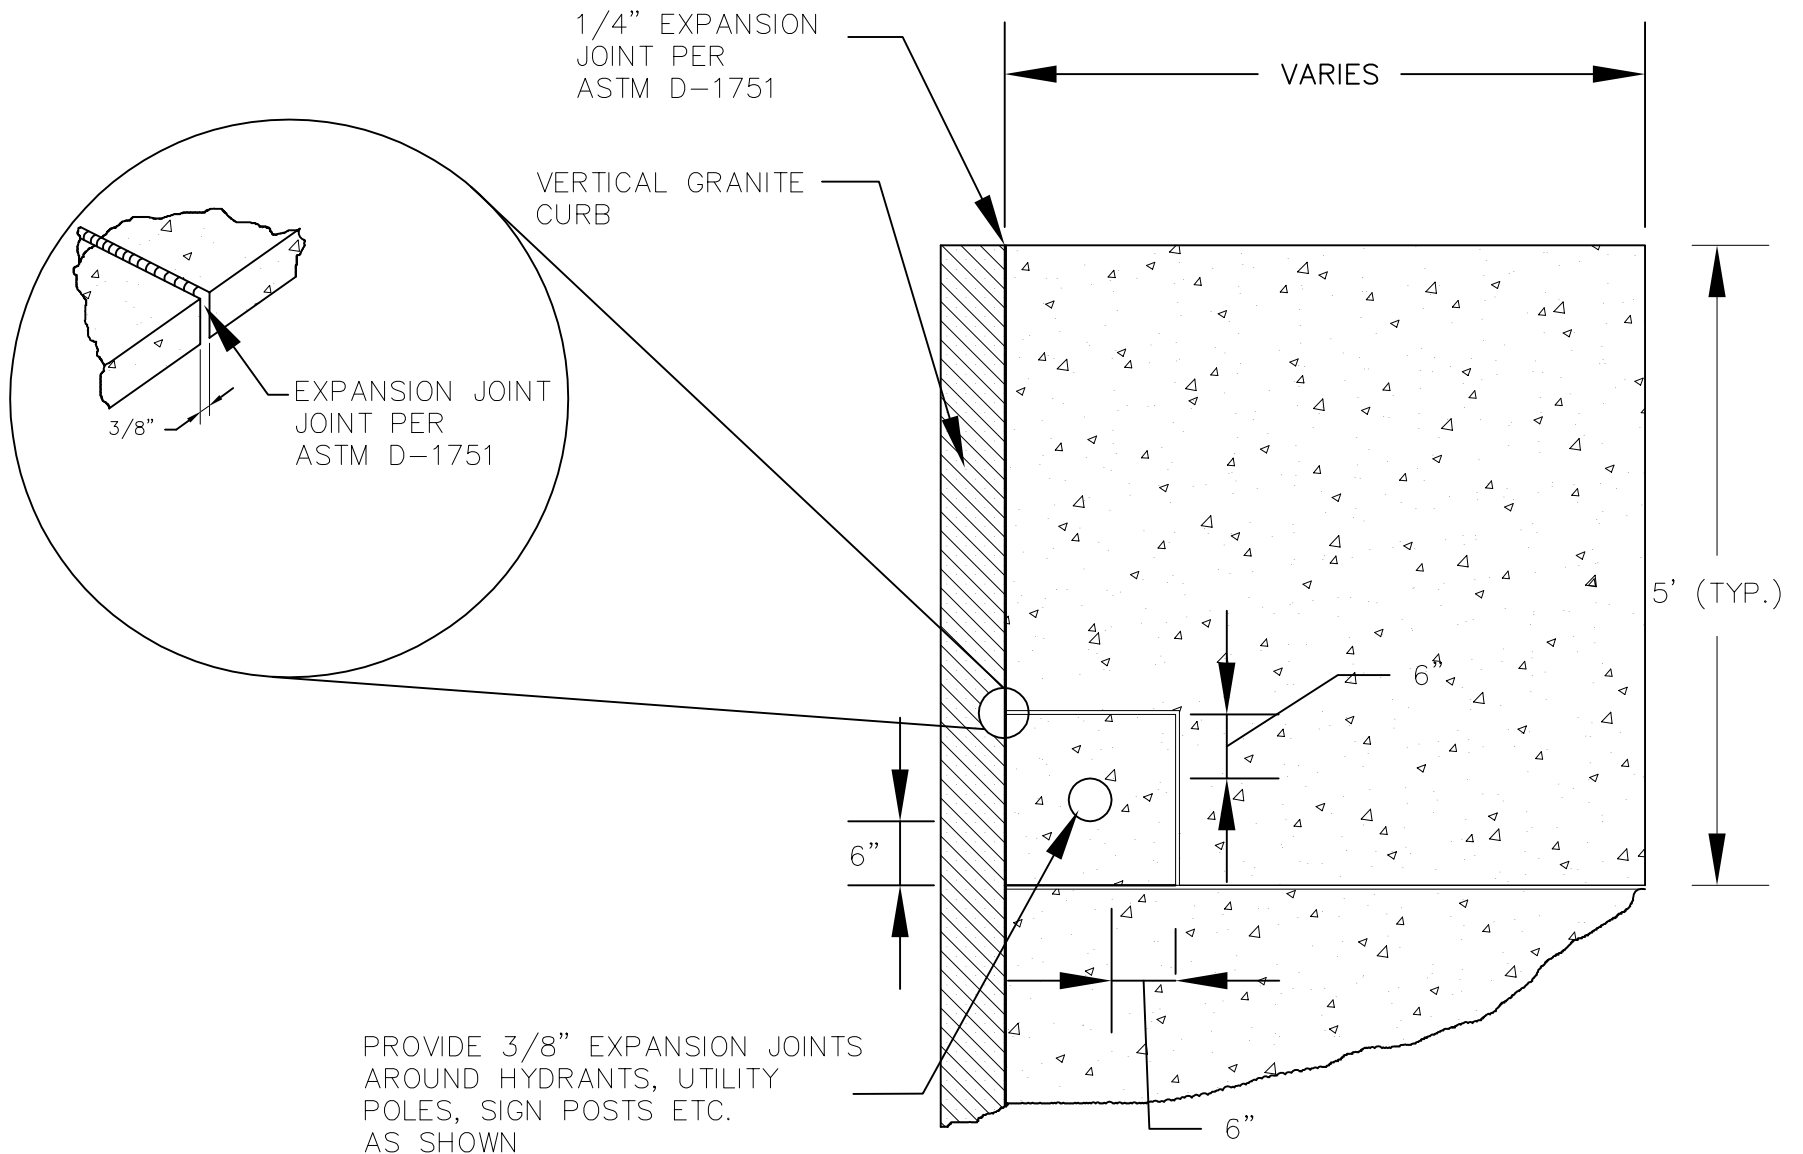 1/4" EXPANSION
JOINT PER
ASTM D-1751
VARIES
VERTICAL GRANITE
CURB
EXPANSION JOINT
JOINT PER
ASTM D-1751
3/8"
5' (TYP.)
6"
6"
PROVIDE 3/8" EXPANSION JOINTS
AROUND HYDRANTS, UTILITY
POLES, SIGN POSTS ETC.
AS SHOWN
6"